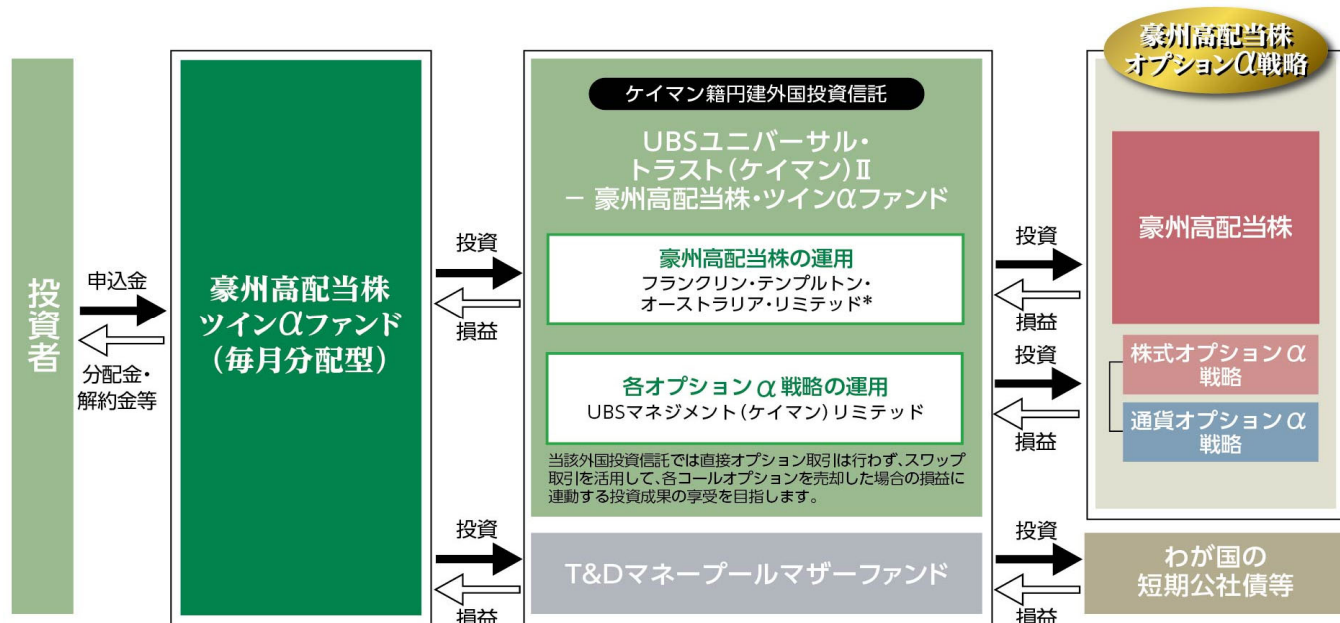 投資者
申込金
分配金・
解約金等
豪州高配当株
ツインαファンド
(毎月分配型)
投資
損益
投資
損益
ケイマン籍円建外国投資信託
UBSユニバーサル・
トラスト(ケイマン)Ⅱ
− 豪州高配当株・ツインαファンド
豪州高配当株の運用
フランクリン・テンプルトン・
オーストラリア・リミテッド*
各オプションα戦略の運用
UBSマネジメント(ケイマン)リミテッド
当該外国投資信託では直接オプション取引は行わず、スワップ
取引を活用して、各コールオプションを売却した場合の損益に
連動する投資成果の享受を目指します。
T&Dマネープールマザーファンド
投資
損益
投資
損益
投資
損益
豪州高配当株
オプションα戦略
豪州高配当株
株式オプションα
戦略
通貨オプションα
戦略
わが国の
短期公社債等